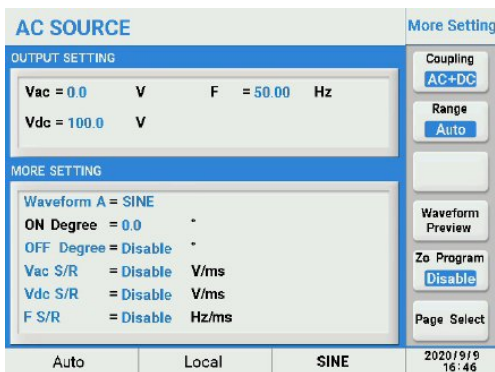 AC SOURCE
More Setting
OUTPUT SETTING
Vac = 0.0 V F = 50.00 Hz
Vdc = 100.0 V
MORE SETTING
Waveform A = SINE
ON Degree = 0.0 °
OFF Degree = Disable °
Vac S/R = Disable V/ms
Vdc S/R = Disable V/ms
F S/R = Disable Hz/ms
Coupling
AC+DC
Range
Auto
Waveform
Preview
Zo Program
Disable
Page Select
Auto Local SINE
2020/9/9
16:46